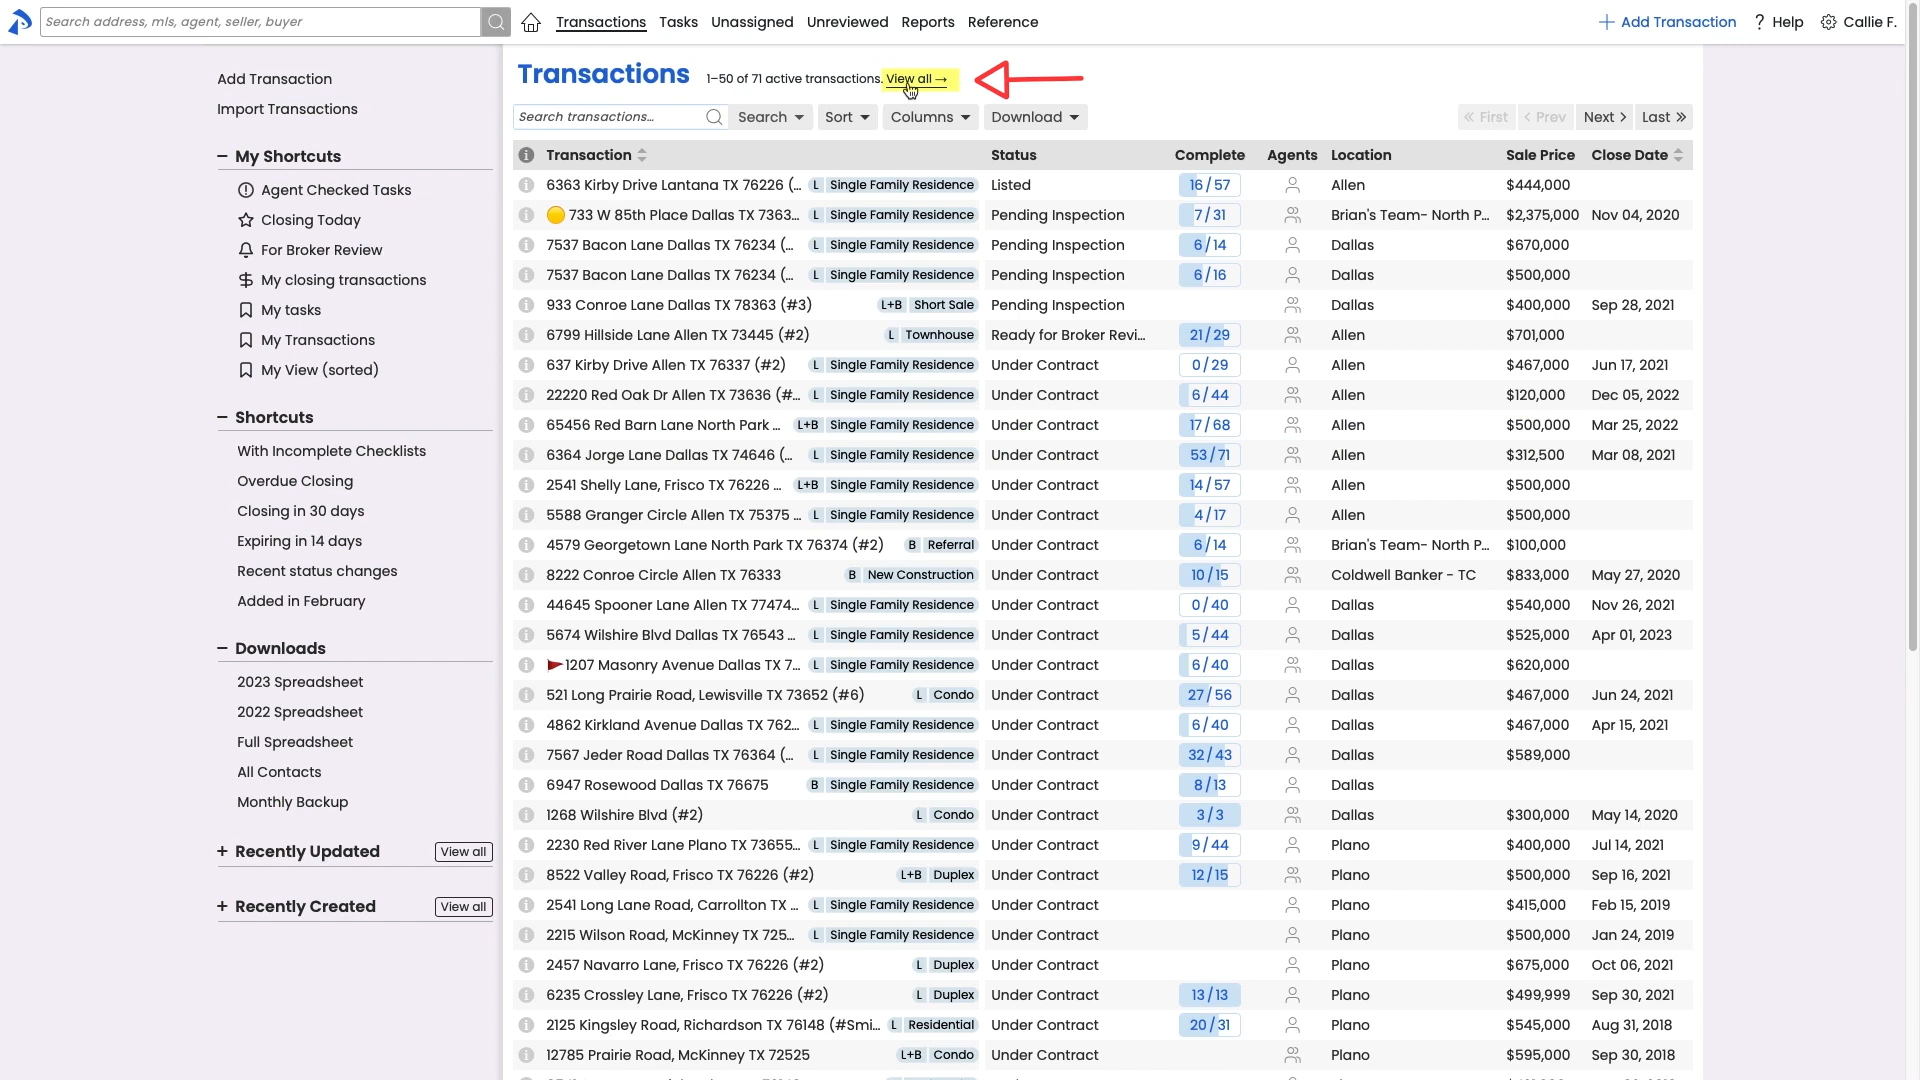 Search address, mls, agent, seller, buyer
Transactions Tasks Unassigned Unreviewed Reports Reference
Add Transaction ? Help Callie F.
Add Transaction
Import Transactions
My Shortcuts
Agent Checked Tasks
Closing Today
For Broker Review
My closing transactions
My tasks
My Transactions
My View (sorted)
Shortcuts
With Incomplete Checklists
Overdue Closing
Closing in 30 days
Expiring in 14 days
Recent status changes
Added in February
Downloads
2023 Spreadsheet
2022 Spreadsheet
Full Spreadsheet
All Contacts
Monthly Backup
+ Recently Updated View all
+ Recently Created View all
Transactions 1–50 of 71 active transactions. View all →
Search transactions... Search Sort Columns Download « First ‹ Prev Next › Last »
Transaction Status Complete Agents Location Sale Price Close Date
6363 Kirby Drive Lantana TX 76226 (... L Single Family Residence Listed 16/57 Allen $444,000
733 W 85th Place Dallas TX 7363... L Single Family Residence Pending Inspection 7/31 Brian's Team- North P... $2,375,000 Nov 04, 2020
7537 Bacon Lane Dallas TX 76234 (... L Single Family Residence Pending Inspection 6/14 Dallas $670,000
7537 Bacon Lane Dallas TX 76234 (... L Single Family Residence Pending Inspection 6/16 Dallas $500,000
933 Conroe Lane Dallas TX 78363 (#3) L+B Short Sale Pending Inspection Dallas $400,000 Sep 28, 2021
6799 Hillside Lane Allen TX 73445 (#2) L Townhouse Ready for Broker Revi... 21/29 Allen $701,000
637 Kirby Drive Allen TX 76337 (#2) L Single Family Residence Under Contract 0/29 Allen $467,000 Jun 17, 2021
22220 Red Oak Dr Allen TX 73636 (#... L Single Family Residence Under Contract 6/44 Allen $120,000 Dec 05, 2022
65456 Red Barn Lane North Park ... L+B Single Family Residence Under Contract 17/68 Allen $500,000 Mar 25, 2022
6364 Jorge Lane Dallas TX 74646 (... L Single Family Residence Under Contract 53/71 Allen $312,500 Mar 08, 2021
2541 Shelly Lane, Frisco TX 76226 ... L+B Single Family Residence Under Contract 14/57 Allen $500,000
5588 Granger Circle Allen TX 75375 ... L Single Family Residence Under Contract 4/17 Allen $500,000
4579 Georgetown Lane North Park TX 76374 (#2) B Referral Under Contract 6/14 Brian's Team- North P... $100,000
8222 Conroe Circle Allen TX 76333 B New Construction Under Contract 10/15 Coldwell Banker - TC $833,000 May 27, 2020
44645 Spooner Lane Allen TX 77474... L Single Family Residence Under Contract 0/40 Dallas $540,000 Nov 26, 2021
5674 Wilshire Blvd Dallas TX 76543 ... L Single Family Residence Under Contract 5/44 Dallas $525,000 Apr 01, 2023
1207 Masonry Avenue Dallas TX 7... L Single Family Residence Under Contract 6/40 Dallas $620,000
521 Long Prairie Road, Lewisville TX 73652 (#6) L Condo Under Contract 27/56 Dallas $467,000 Jun 24, 2021
4862 Kirkland Avenue Dallas TX 762... L Single Family Residence Under Contract 6/40 Dallas $467,000 Apr 15, 2021
7567 Jeder Road Dallas TX 76364 (... L Single Family Residence Under Contract 32/43 Dallas $589,000
6947 Rosewood Dallas TX 76675 B Single Family Residence Under Contract 8/13 Dallas
1268 Wilshire Blvd (#2) L Condo Under Contract 3/3 Dallas $300,000 May 14, 2020
2230 Red River Lane Plano TX 73655... L Single Family Residence Under Contract 9/44 Plano $400,000 Jul 14, 2021
8522 Valley Road, Frisco TX 76226 (#2) L+B Duplex Under Contract 12/15 Plano $500,000 Sep 16, 2021
2541 Long Lane Road, Carrollton TX ... L Single Family Residence Under Contract Plano $415,000 Feb 15, 2019
2215 Wilson Road, McKinney TX 725... L Single Family Residence Under Contract Plano $500,000 Jan 24, 2019
2457 Navarro Lane, Frisco TX 76226 (#2) L Duplex Under Contract Plano $675,000 Oct 06, 2021
6235 Crossley Lane, Frisco TX 76226 (#2) L Duplex Under Contract 13/13 Plano $499,999 Sep 30, 2021
2125 Kingsley Road, Richardson TX 76148 (#Smi... L Residential Under Contract 20/31 Plano $545,000 Aug 31, 2018
12785 Prairie Road, McKinney TX 72525 L+B Condo Under Contract Plano $595,000 Sep 30, 2018